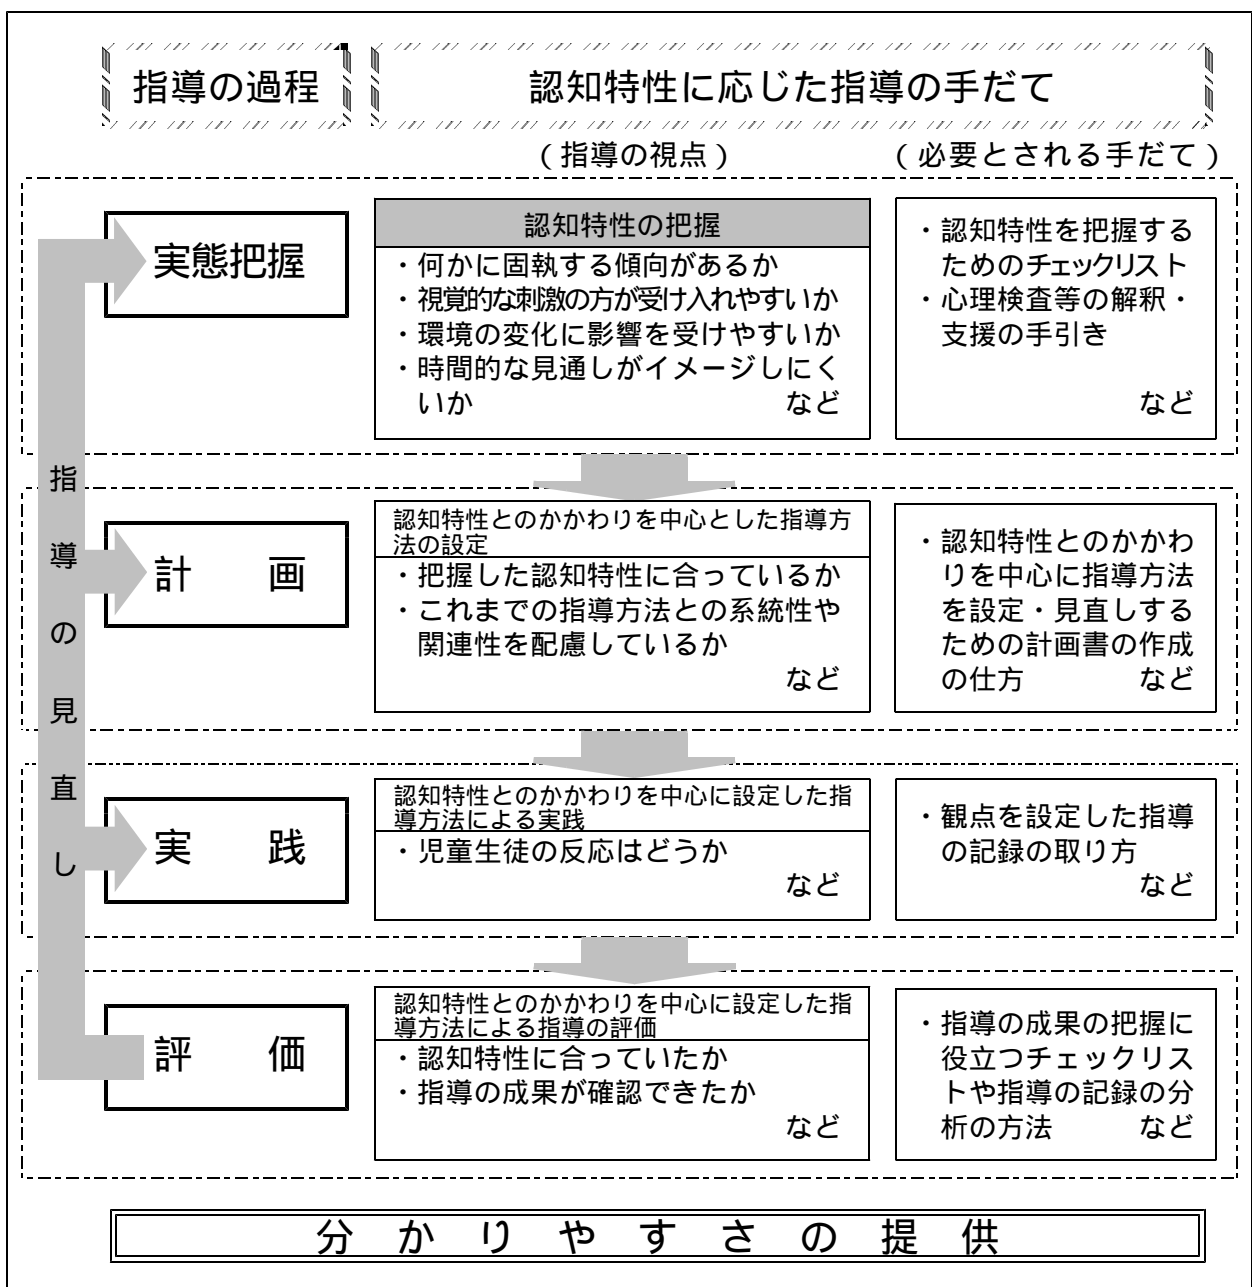 指導の過程
認知特性に応じた指導の手だて
(指導の視点)
(必要とされる手だて)
実態把握
認知特性の把握
・何かに固執する傾向があるか
・視覚的な刺激の方が受け入れやすいか
・環境の変化に影響を受けやすいか
・時間的な見通しがイメージしにく
いか など
・認知特性を把握する
ためのチェックリスト
・心理検査等の解釈・
支援の手引き
など
指導の見直し
計 画
認知特性とのかかわりを中心とした指導方
法の設定
・把握した認知特性に合っているか
・これまでの指導方法との系統性や
関連性を配慮しているか
など
・認知特性とのかかわ
りを中心に指導方法
を設定・見直しする
ための計画書の作成
の仕方 など
実 践
認知特性とのかかわりを中心に設定した指
導方法による実践
・児童生徒の反応はどうか
など
・観点を設定した指導
の記録の取り方
など
評 価
認知特性とのかかわりを中心に設定した指
導方法による指導の評価
・認知特性に合っていたか
・指導の成果が確認できたか
など
・指導の成果の把握に
役立つチェックリス
トや指導の記録の分
析の方法 など
分かりやすさの提供